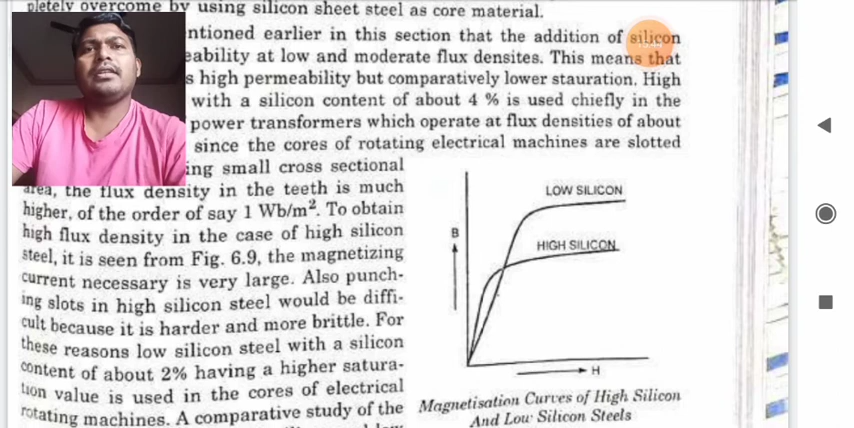 pletely overcome by using silicon sheet steel as core material.
ntioned earlier in this section that the addition of silicon
eability at low and moderate flux densites. This means that
s high permeability but comparatively lower stauration. High
with a silicon content of about 4 % is used chiefly in the
power transformers which operate at flux densities of about
since the cores of rotating electrical machines are slotted
ing small cross sectional
area, the flux density in the teeth is much
higher, of the order of say 1 Wb/m². To obtain
high flux density in the case of high silicon
steel, it is seen from Fig. 6.9, the magnetizing
current necessary is very large. Also punch-
ing slots in high silicon steel would be diffi-
cult because it is harder and more brittle. For
these reasons low silicon steel with a silicon
content of about 2% having a higher satura-
tion value is used in the cores of electrical
rotating machines. A comparative study of the
LOW SILICON
B
HIGH SILICON
H
Magnetisation Curves of High Silicon
And Low Silicon Steels